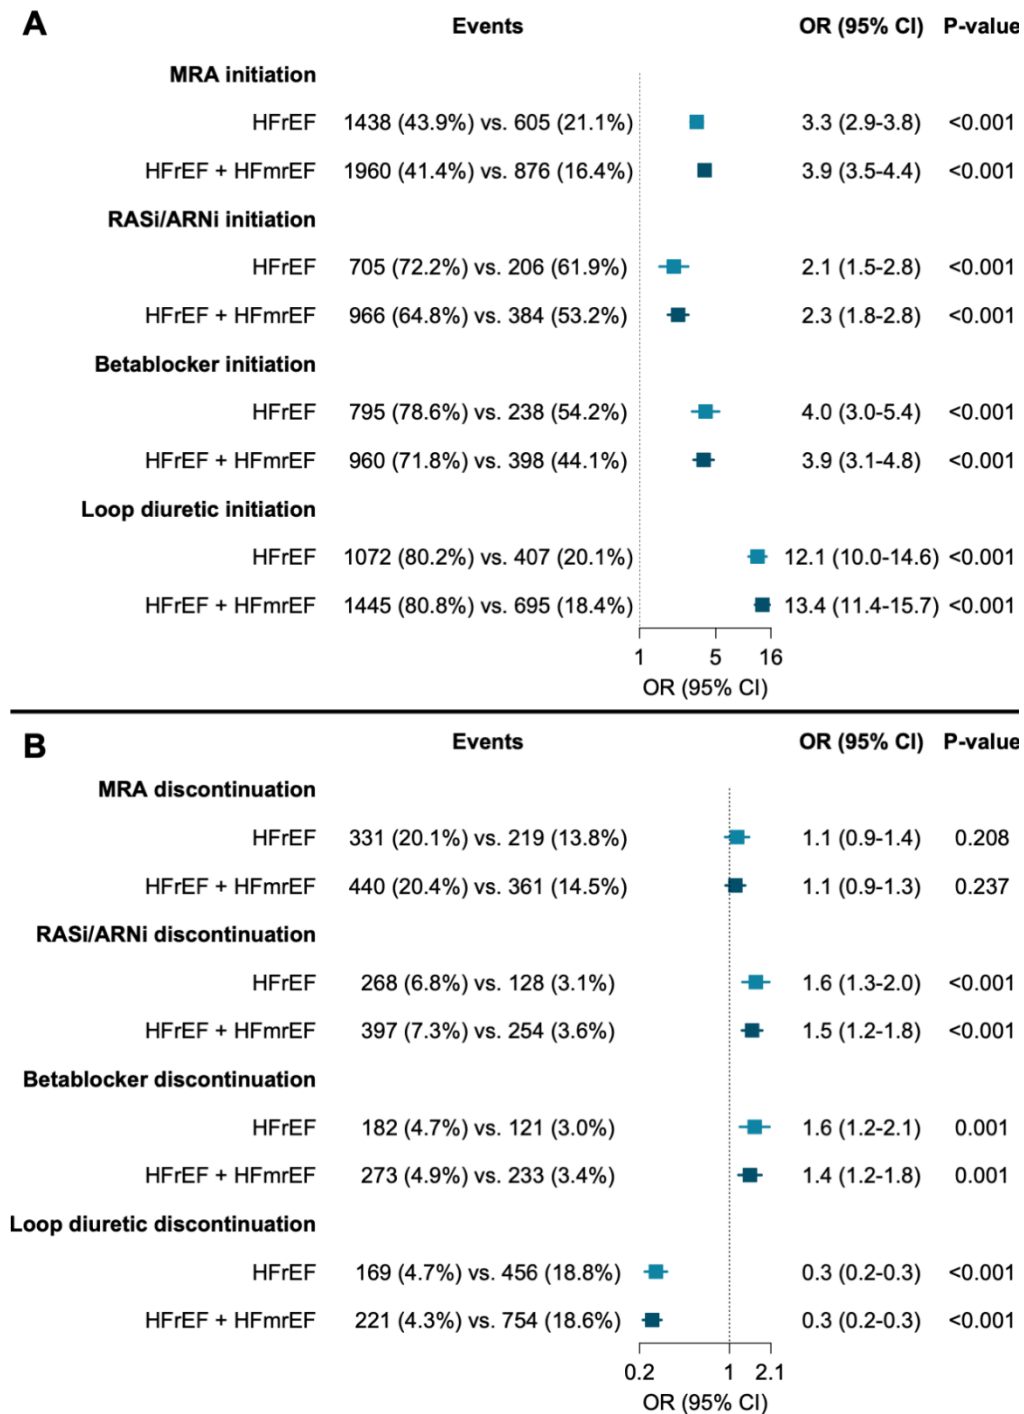 A Events OR (95% CI) P-value
MRA initiation
HFrEF 1438 (43.9%) vs. 605 (21.1%) 3.3 (2.9-3.8) <0.001
HFrEF + HFmrEF 1960 (41.4%) vs. 876 (16.4%) 3.9 (3.5-4.4) <0.001
RASi/ARNi initiation
HFrEF 705 (72.2%) vs. 206 (61.9%) 2.1 (1.5-2.8) <0.001
HFrEF + HFmrEF 966 (64.8%) vs. 384 (53.2%) 2.3 (1.8-2.8) <0.001
Betablocker initiation
HFrEF 795 (78.6%) vs. 238 (54.2%) 4.0 (3.0-5.4) <0.001
HFrEF + HFmrEF 960 (71.8%) vs. 398 (44.1%) 3.9 (3.1-4.8) <0.001
Loop diuretic initiation
HFrEF 1072 (80.2%) vs. 407 (20.1%) 12.1 (10.0-14.6) <0.001
HFrEF + HFmrEF 1445 (80.8%) vs. 695 (18.4%) 13.4 (11.4-15.7) <0.001
1 5 16
OR (95% CI)
B Events OR (95% CI) P-value
MRA discontinuation
HFrEF 331 (20.1%) vs. 219 (13.8%) 1.1 (0.9-1.4) 0.208
HFrEF + HFmrEF 440 (20.4%) vs. 361 (14.5%) 1.1 (0.9-1.3) 0.237
RASi/ARNi discontinuation
HFrEF 268 (6.8%) vs. 128 (3.1%) 1.6 (1.3-2.0) <0.001
HFrEF + HFmrEF 397 (7.3%) vs. 254 (3.6%) 1.5 (1.2-1.8) <0.001
Betablocker discontinuation
HFrEF 182 (4.7%) vs. 121 (3.0%) 1.6 (1.2-2.1) 0.001
HFrEF + HFmrEF 273 (4.9%) vs. 233 (3.4%) 1.4 (1.2-1.8) 0.001
Loop diuretic discontinuation
HFrEF 169 (4.7%) vs. 456 (18.8%) 0.3 (0.2-0.3) <0.001
HFrEF + HFmrEF 221 (4.3%) vs. 754 (18.6%) 0.3 (0.2-0.3) <0.001
0.2 1 2.1
OR (95% CI)